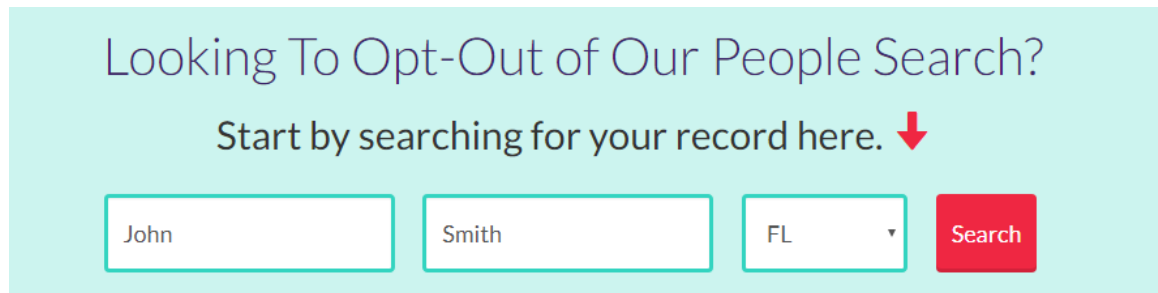 Looking To Opt-Out of Our People Search?
Start by searching for your record here.
John Smith FL Search